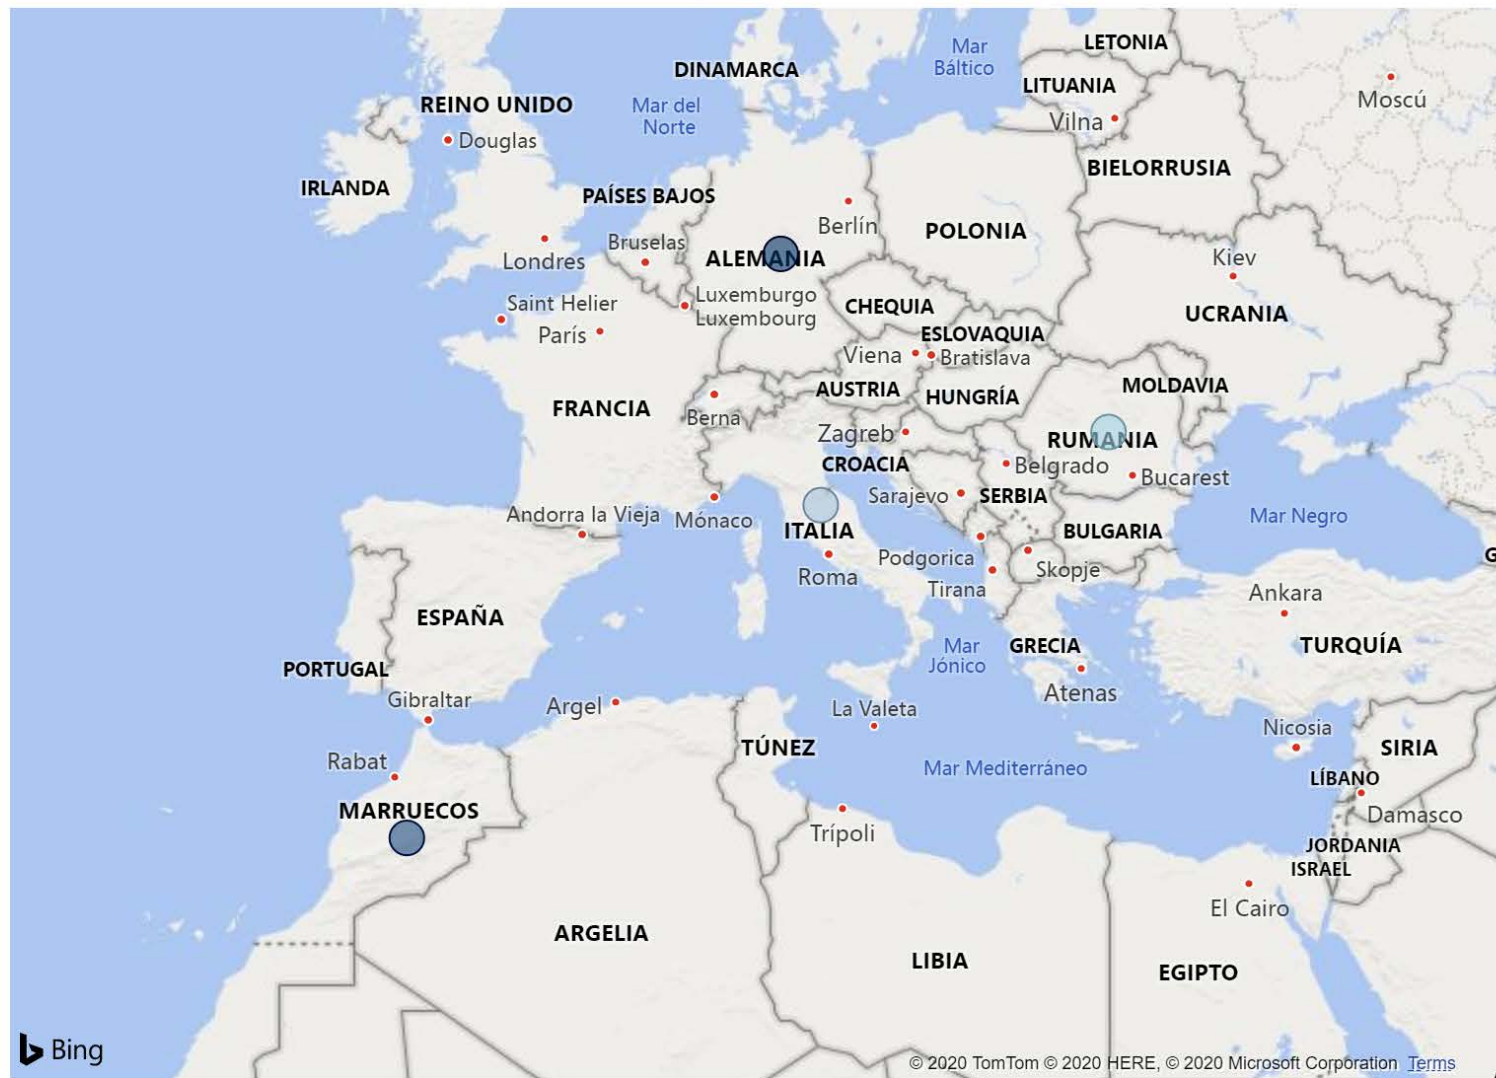 LETONIA
DINAMARCA
Mar
Báltico
LITUANIA
Moscú
REINO UNIDO
Mar del
Norte
Vilna
Douglas
BIELORRUSIA
IRLANDA
PAÍSES BAJOS
Berlín
POLONIA
Bruselas
Londres
ALEMANIA
Kiev
Saint Helier
Luxemburgo
Luxembourg
CHEQUIA
UCRANIA
París
ESLOVAQUIA
Viena
Bratislava
AUSTRIA
HUNGRÍA
MOLDAVIA
FRANCIA
Berna
Zagreb
RUMANIA
CROACIA
Belgrado
Bucarest
Sarajevo
SERBIA
Andorra la Vieja
Mónaco
ITALIA
BULGARIA
Mar Negro
Podgorica
G
Roma
Skopje
Tirana
Ankara
ESPAÑA
Mar
Jónico
GRECIA
TURQUÍA
PORTUGAL
Atenas
Gibraltar
Argel
La Valeta
Nicosia
TÚNEZ
SIRIA
Rabat
Mar Mediterráneo
LÍBANO
MARRUECOS
Trípoli
Damasco
JORDANIA
ISRAEL
El Cairo
ARGELIA
LIBIA
EGIPTO
Bing
© 2020 TomTom © 2020 HERE, © 2020 Microsoft Corporation Terms